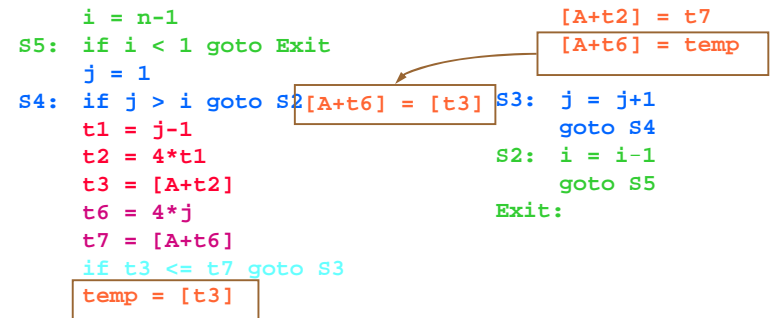 i = n-1
S5: if i < 1 goto Exit
j = 1
S4: if j > i goto S2
t1 = j-1
t2 = 4*t1
t3 = [A+t2]
t6 = 4*j
t7 = [A+t6]
if t3 <= t7 goto S3
temp = [t3]
[A+t2] = t7
[A+t6] = temp
[A+t6] = [t3]
S3: j = j+1
goto S4
S2: i = i-1
goto S5
Exit: